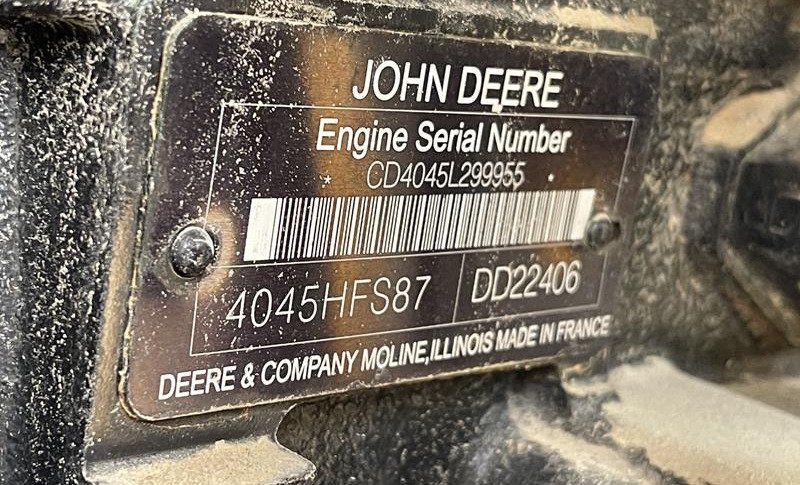 JOHN DEERE
Engine Serial Number
* CD4045L299955 *
4045HFS87 DD22406
DEERE & COMPANY MOLINE,ILLINOIS MADE IN FRANCE